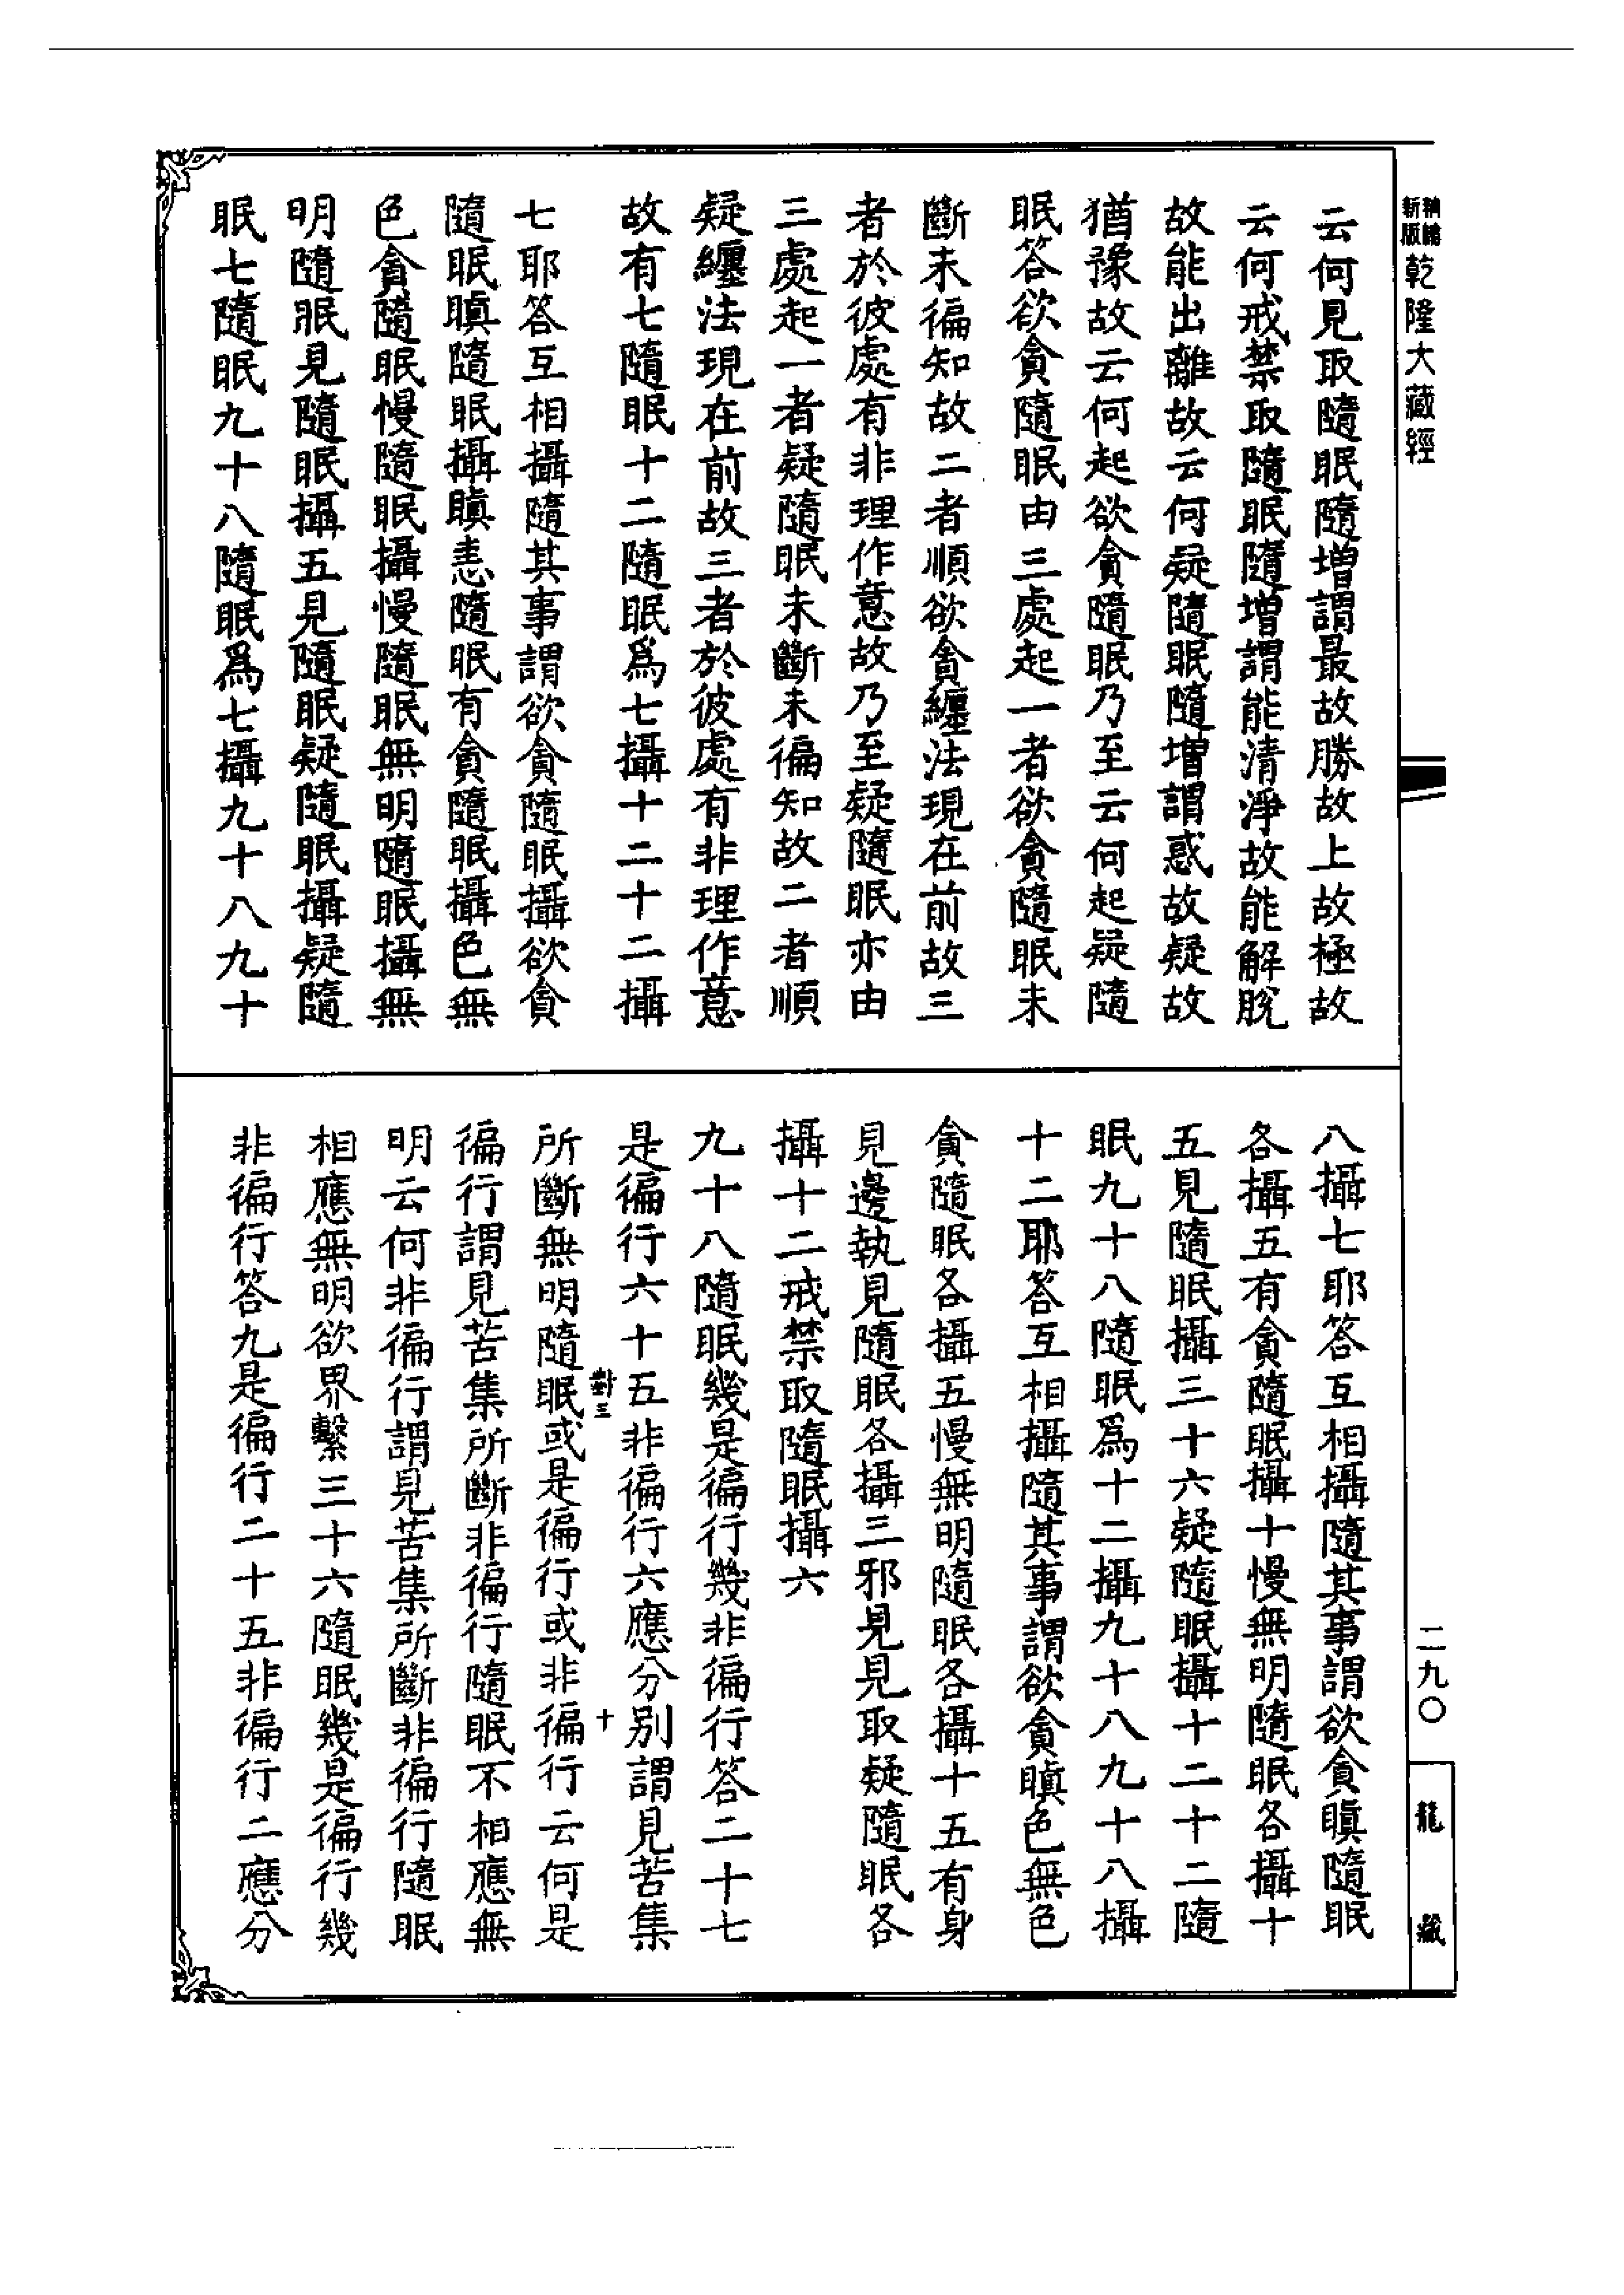 新版
乾隆大藏經
云何見取隨眠隨增謂最故勝故上故極故
云何戒禁取隨眠隨增謂能清淨故能解脫
故能出離故云何疑隨眠隨增謂惑故疑故
猶豫故云何起欲貪隨眠乃至云何起疑隨
眠答欲貪隨眠由三處起一者欲貪隨眠未
斷未徧知故二者順欲貪纏法現在前故三
者於彼處有非理作意故乃至疑隨眠亦由
三處起一者疑隨眠未斷未徧知故二者順
疑纏法現在前故三者於彼處有非理作意
故有七隨眠十二隨眠爲七攝十二十二攝
七耶答互相攝隨其事謂欲貪隨眠攝欲貪
隨眠瞋隨眠攝瞋恚隨眠有貪隨眠攝色無
色貪隨眠慢隨眠攝慢隨眠無明隨眠攝無
明隨眠見隨眠攝五見隨眠疑隨眠攝疑隨
眠七隨眠九十八隨眠爲七攝九十八九十
八攝七耶答互相攝隨其事謂欲貪瞋隨眠
各攝五有貪隨眠攝十慢無明隨眠各攝十
五見隨眠攝三十六疑隨眠攝十二十二隨
眠九十八隨眠爲十二攝九十八九十八攝
十二耶答互相攝隨其事謂欲貪瞋色無色
貪隨眠各攝五慢無明隨眠各攝十五有身
見邊執見隨眠各攝三邪見見取疑隨眠各
攝十二戒禁取隨眠攝六
九十八隨眠幾是徧行幾非徧行答二十七
是徧行六十五非徧行六應分別謂見苦集
所斷無明隨眠或是徧行或非徧行云何是
徧行謂見苦集所斷非徧行隨眠不相應無
明云何非徧行謂見苦集所斷非徧行隨眠
相應無明欲界繫三十六隨眠幾是徧行幾
非徧行答九是徧行二十五非徧行二應分
三
十
二九〇
龍藏